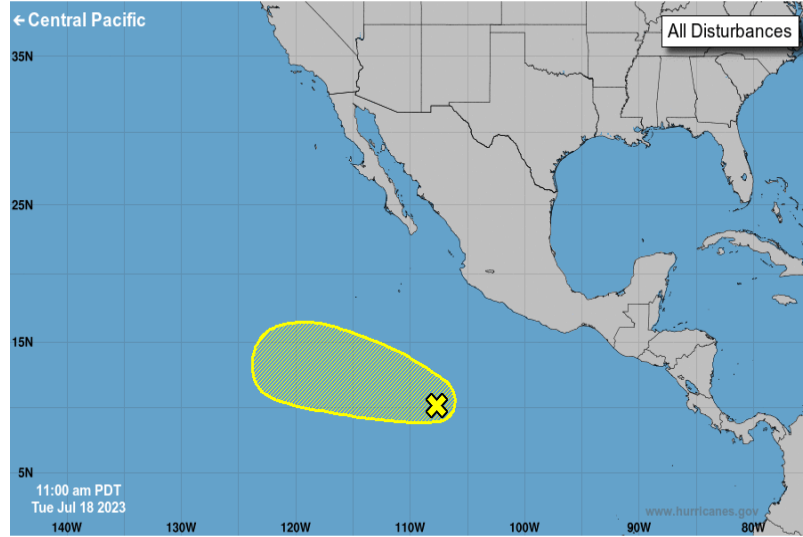 ← Central Pacific
All Disturbances
35N
25N
15N
5N
11:00 am PDT
Tue Jul 18 2023
www.hurricanes.gov
140W 130W 120W 110W 100W 90W 80W